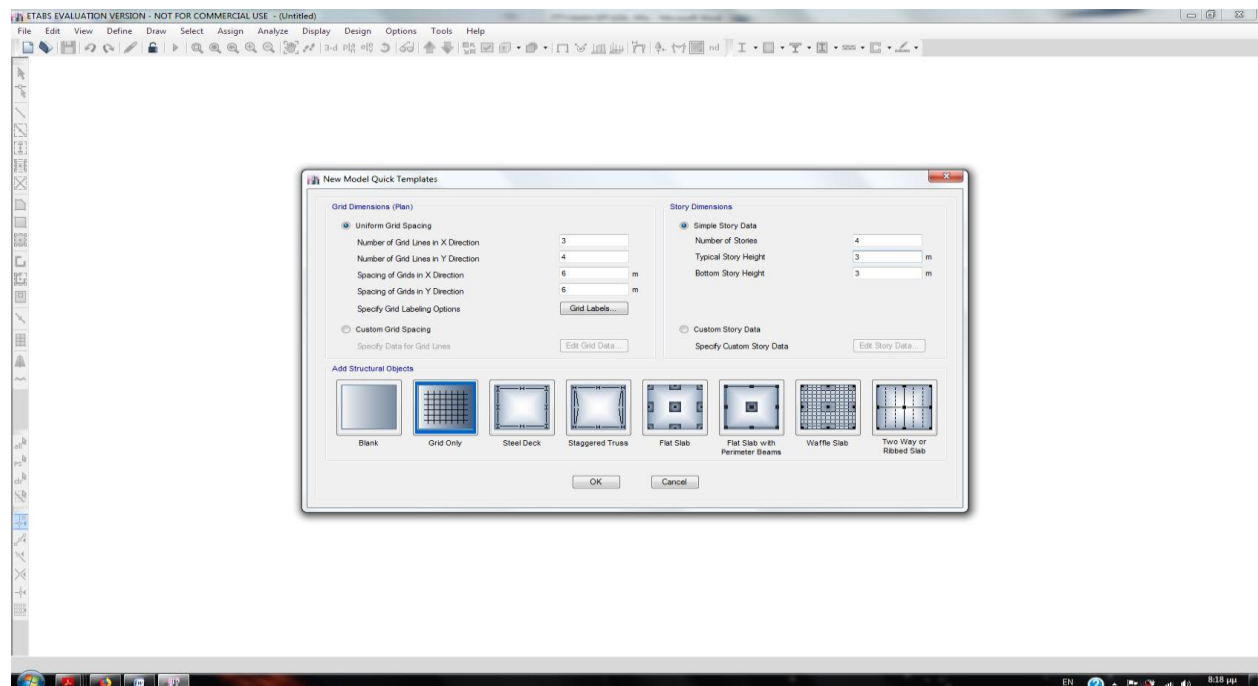 ETABS EVALUATION VERSION - NOT FOR COMMERCIAL USE - (Untitled)
File Edit View Define Draw Select Assign Analyze Display Design Options Tools Help
3-d
nd
New Model Quick Templates
Grid Dimensions (Plan)
Uniform Grid Spacing
Number of Grid Lines in X Direction 3
Number of Grid Lines in Y Direction 4
Spacing of Grids in X Direction 6 m
Spacing of Grids in Y Direction 6 m
Specify Grid Labeling Options Grid Labels...
Custom Grid Spacing
Specify Data for Grid Lines Edit Grid Data...
Story Dimensions
Simple Story Data
Number of Stories 4
Typical Story Height 3 m
Bottom Story Height 3 m
Custom Story Data
Specify Custom Story Data Edit Story Data...
Add Structural Objects
Blank
Grid Only
Steel Deck
Staggered Truss
Flat Slab
Flat Slab with
Perimeter Beams
Waffle Slab
Two Way or
Ribbed Slab
OK Cancel
EN 8:18 μμ